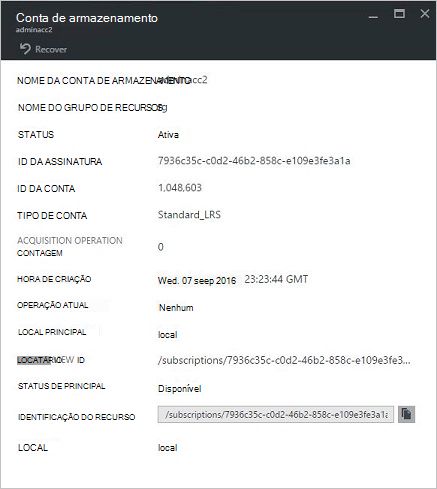 Conta de armazenamento
adminacc2
Recover
NOME DA CONTA DE ARMAZENAMENTO adminacc2
NOME DO GRUPO DE RECURSOS rg
STATUS Ativa
ID DA ASSINATURA 7936c35c-c0d2-46b2-858c-e109e3fe3a1a
ID DA CONTA 1,048,603
TIPO DE CONTA Standard_LRS
ACQUISITION OPERATION
CONTAGEM 0
HORA DE CRIAÇÃO Wed. 07 seep 2016 23:23:44 GMT
OPERAÇÃO ATUAL Nenhum
LOCAL PRINCIPAL local
LOCATÁRIO VIEW ID /subscriptions/7936c35c-c0d2-46b2-858c-e109e3fe3...
STATUS DE PRINCIPAL Disponível
IDENTIFICAÇÃO DO RECURSO /subscriptions/7936c35c-c0d2-46b2-858c-e109e3fe3a1a
LOCAL local